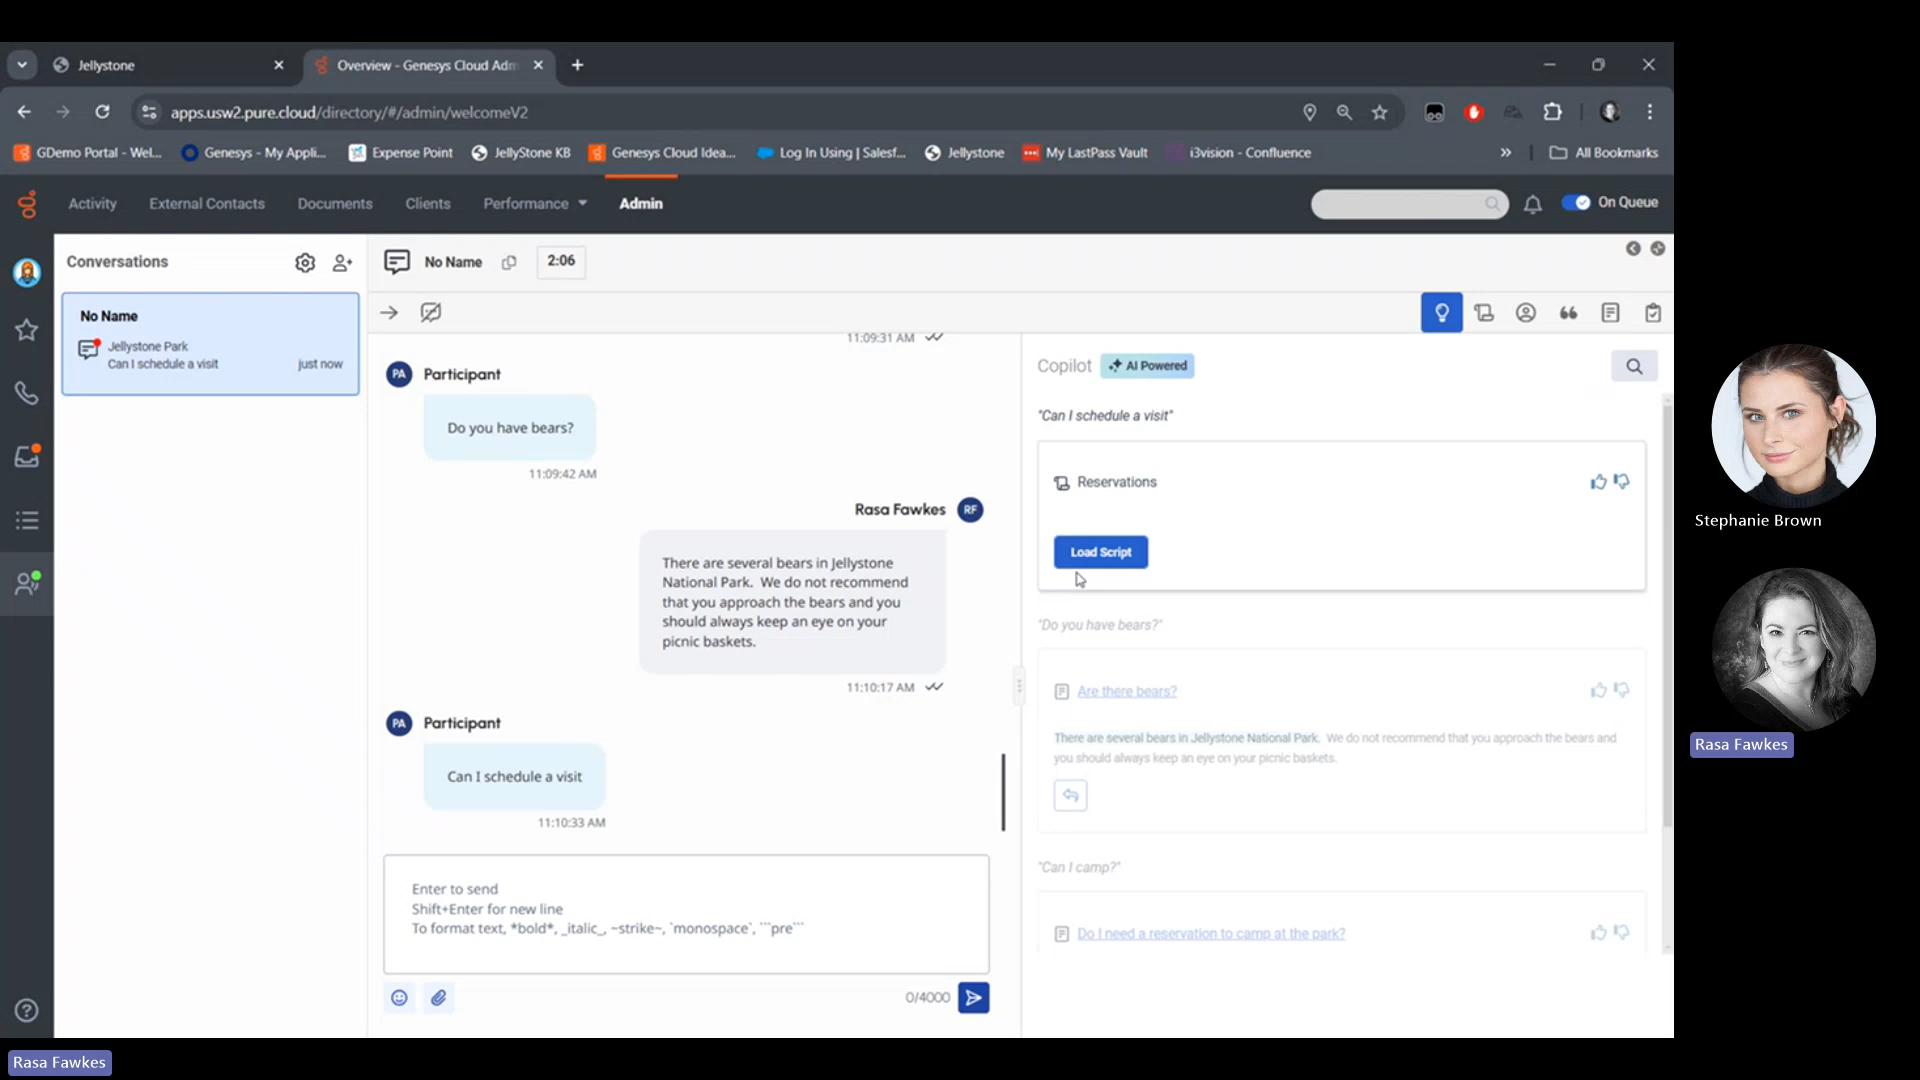 Jellystone
Overview - Genesys Cloud Adm
apps.usw2.pure.cloud/directory/#/admin/welcomeV2
GDemo Portal - Wel...
Genesys - My Appli...
Expense Point
JellyStone KB
Genesys Cloud Idea...
Log In Using | Salesf...
Jellystone
My LastPass Vault
i3vision - Confluence
All Bookmarks
Activity
External Contacts
Documents
Clients
Performance
Admin
On Queue
Conversations
No Name
Jellystone Park
Can I schedule a visit
just now
No Name
2:06
11:09:31 AM
PA
Participant
Do you have bears?
11:09:42 AM
Rasa Fawkes
RF
There are several bears in Jellystone
National Park. We do not recommend
that you approach the bears and you
should always keep an eye on your
picnic baskets.
11:10:17 AM
PA
Participant
Can I schedule a visit
11:10:33 AM
Enter to send
Shift+Enter for new line
To format text, *bold*, _italic_, ~strike~, `monospace`, ```pre```
0/4000
Copilot
AI Powered
"Can I schedule a visit"
Reservations
Load Script
"Do you have bears?"
Are there bears?
There are several bears in Jellystone National Park. We do not recommend that you approach the bears and
you should always keep an eye on your picnic baskets.
"Can I camp?"
Do I need a reservation to camp at the park?
Stephanie Brown
Rasa Fawkes
Rasa Fawkes